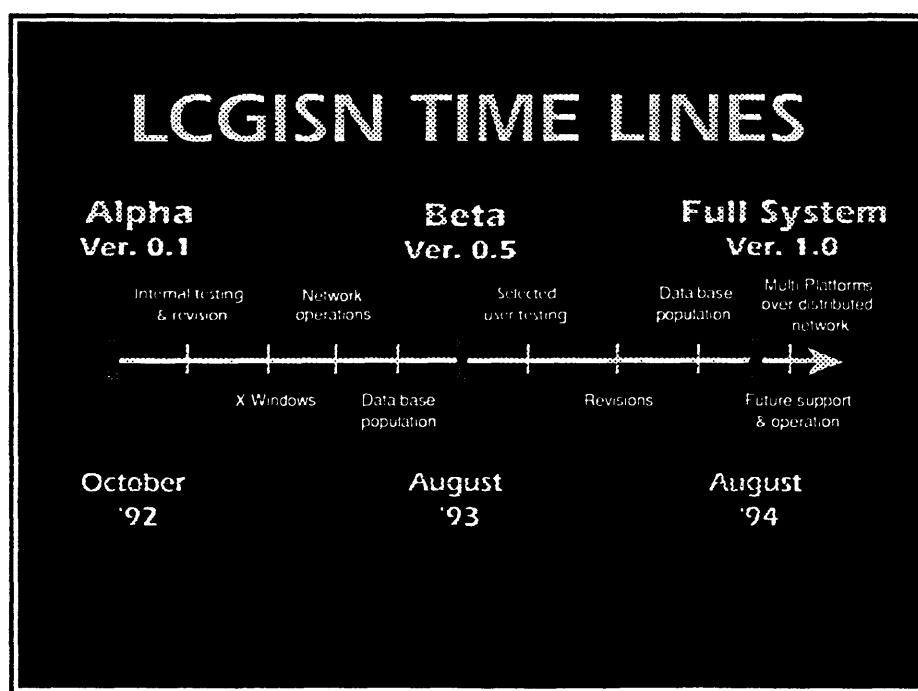 LCGISN TIME LINES
Alpha
Ver. 0.1
Beta
Ver. 0.5
Full System
Ver. 1.0
Internal testing
& revision
Network
operations
Selected
user testing
Data base
population
Multi Platforms
over distributed
network
X Windows
Data base
population
Revisions
Future support
& operation
October
'92
August
'93
August
'94